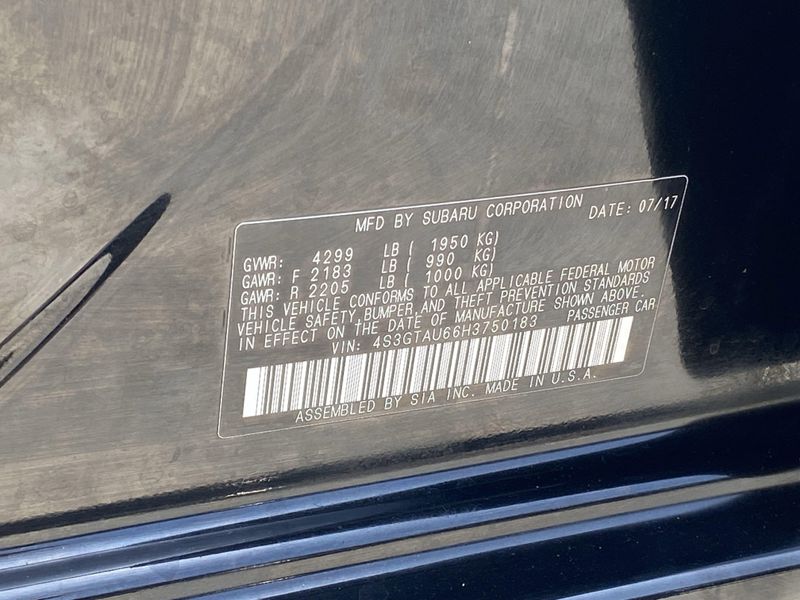 MFD BY SUBARU CORPORATION DATE: 07/17
GVWR: 4299 LB ( 1950 KG)
GAWR: F 2183 LB ( 990 KG)
GAWR: R 2205 LB ( 1000 KG)
THIS VEHICLE CONFORMS TO ALL APPLICABLE FEDERAL MOTOR
VEHICLE SAFETY, BUMPER, AND THEFT PREVENTION STANDARDS
IN EFFECT ON THE DATE OF MANUFACTURE SHOWN ABOVE.
VIN: 4S3GTAU66H3750183 PASSENGER CAR
ASSEMBLED BY SIA INC. MADE IN U.S.A.